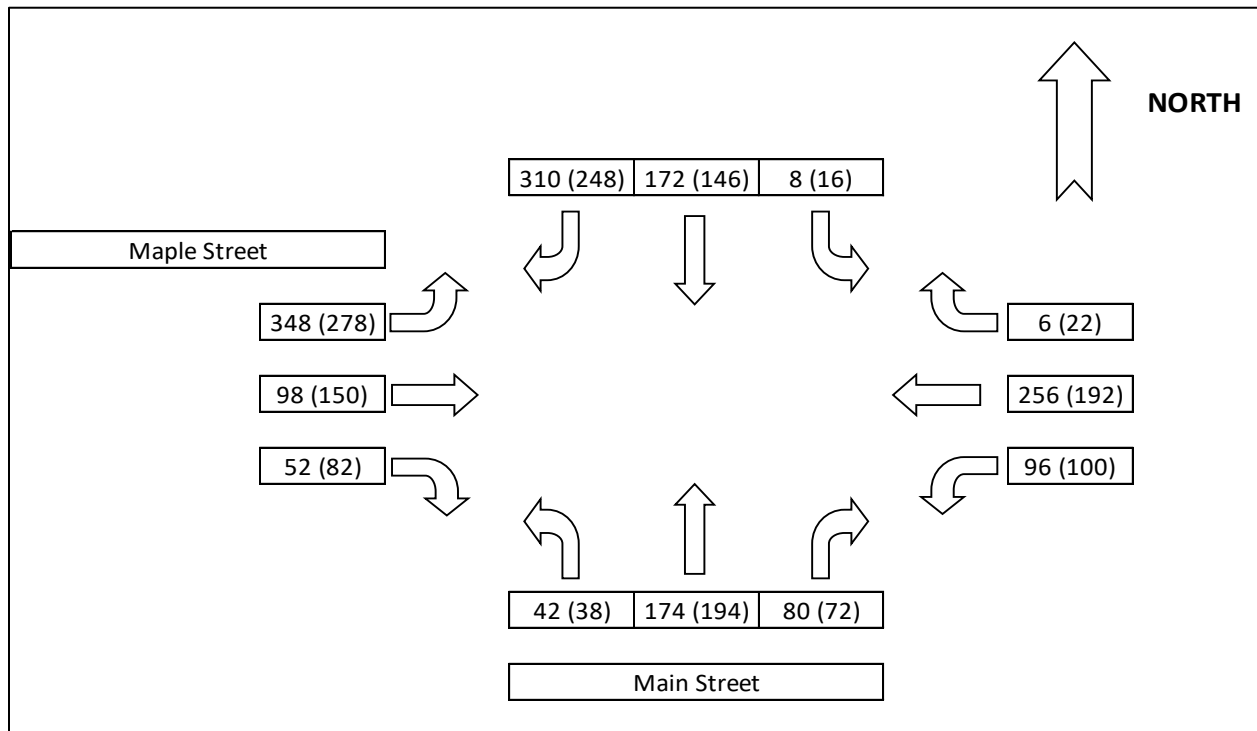 NORTH
310 (248) 172 (146) 8 (16)
Maple Street
348 (278) 6 (22)
98 (150) 256 (192)
52 (82) 96 (100)
42 (38) 174 (194) 80 (72)
Main Street